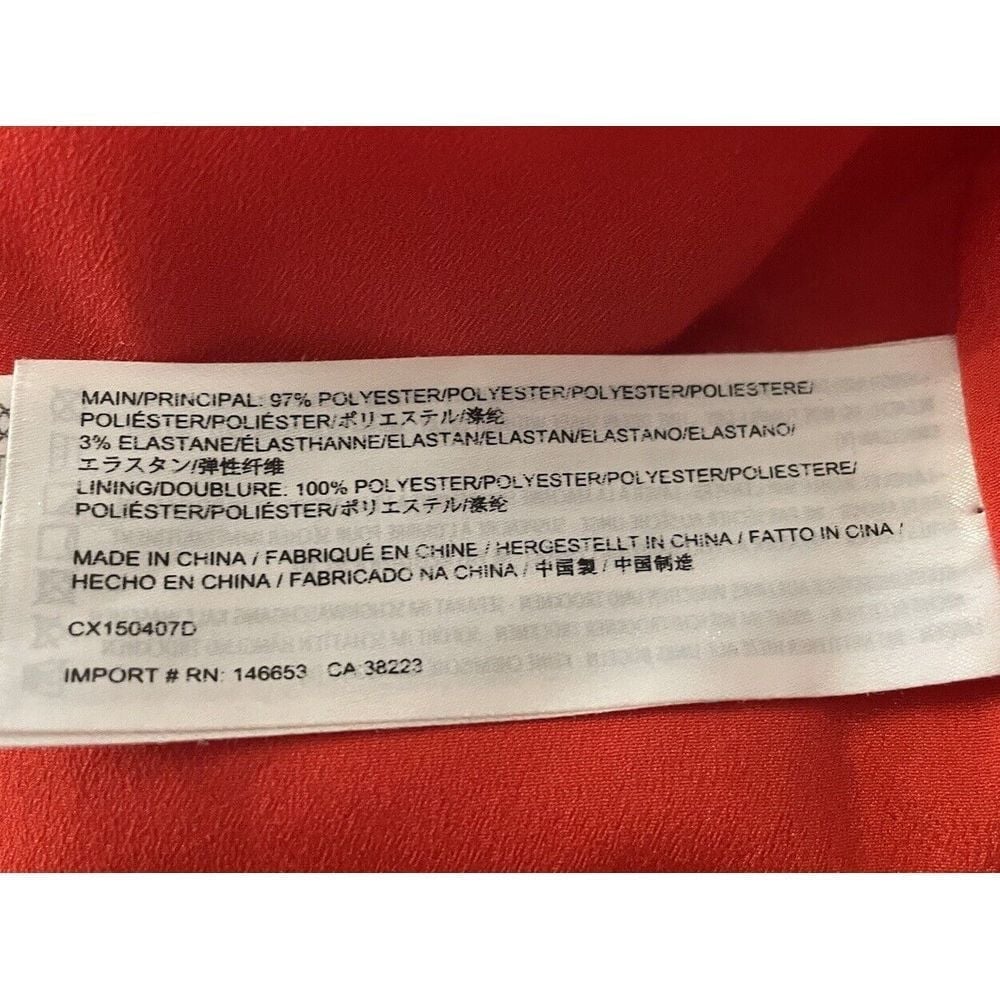 MAIN/PRINCIPAL: 97% POLYESTER/POLYESTER/POLYESTER/POLIESTERE/
POLIÉSTER/POLIÉSTER/ポリエステル/涤纶
3% ELASTANE/ÉLASTHANNE/ELASTAN/ELASTAN/ELASTANO/ELASTANO/
エラスタン/弹性纤维
LINING/DOUBLURE: 100% POLYESTER/POLYESTER/POLYESTER/POLIESTERE/
POLIÉSTER/POLIÉSTER/ポリエステル/涤纶
MADE IN CHINA / FABRIQUÉ EN CHINE / HERGESTELLT IN CHINA / FATTO IN CINA /
HECHO EN CHINA / FABRICADO NA CHINA / 中国製 / 中国制造
CX150407D
IMPORT # RN: 146653 CA 38223